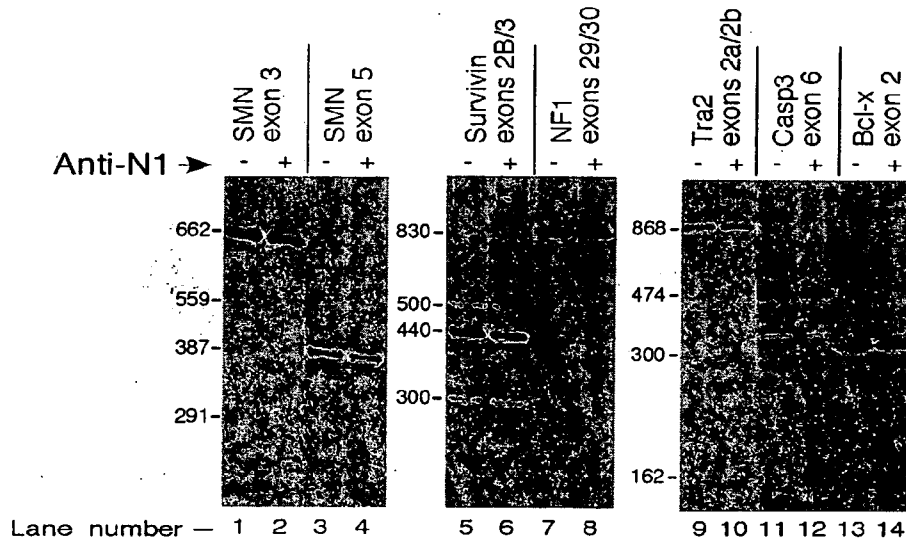 SMN
exon 3
SMN
exon 5
Survivin
exons 2B/3
NF1
exons 29/30
Tra2
exons 2a/2b
Casp3
exon 6
Bcl-x
exon 2
Anti-N1
- + - + - + - + - + - + - +
662-
559-
387-
291-
830-
500-
440-
300-
868-
474-
300-
162-
Lane number — 1 2 3 4 5 6 7 8 9 10 11 12 13 14